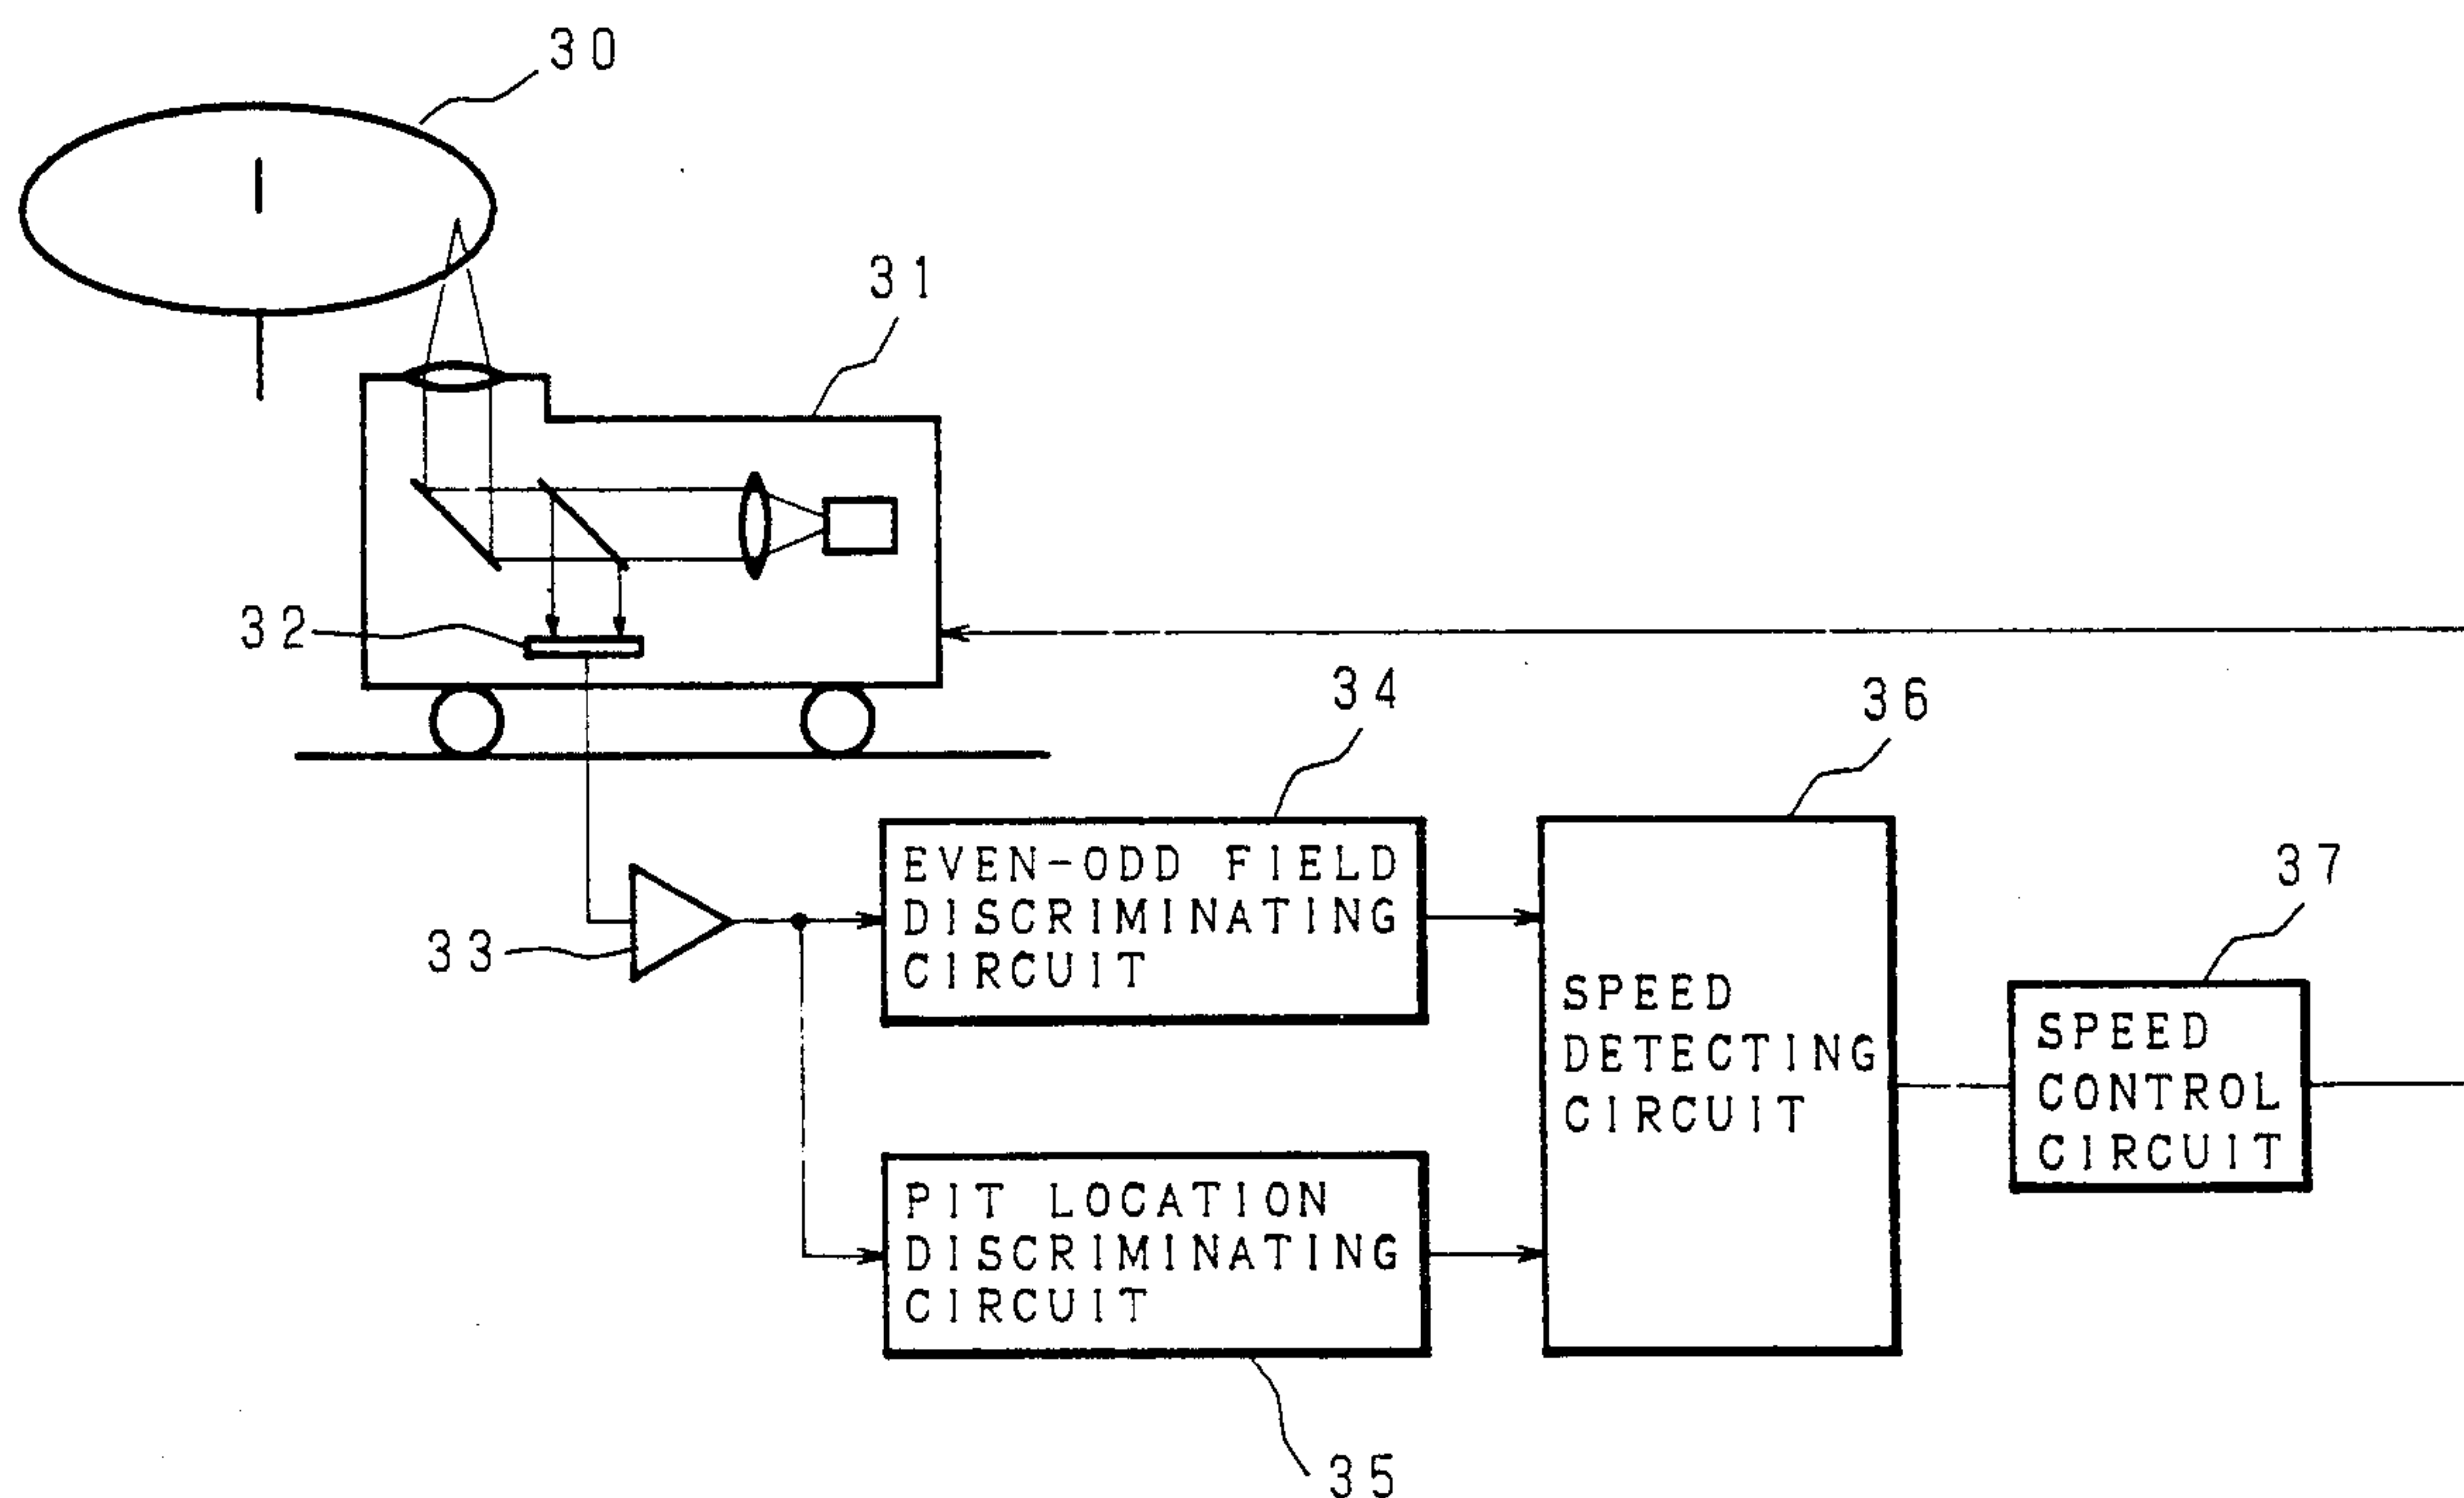 30
31
32
34
36
37
33
EVEN-ODD FIELD
DISCRIMINATING
CIRCUIT
SPEED
DETECTING
CIRCUIT
SPEED
CONTROL
CIRCUIT
PIT LOCATION
DISCRIMINATING
CIRCUIT
35